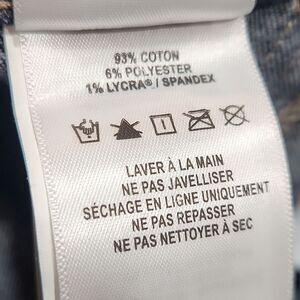 93% COTON
6% POLYESTER
1% LYCRA® / SPANDEX
LAVER À LA MAIN
NE PAS JAVELLISER
SÉCHAGE EN LIGNE UNIQUEMENT
NE PAS REPASSER
NE PAS NETTOYER À SEC